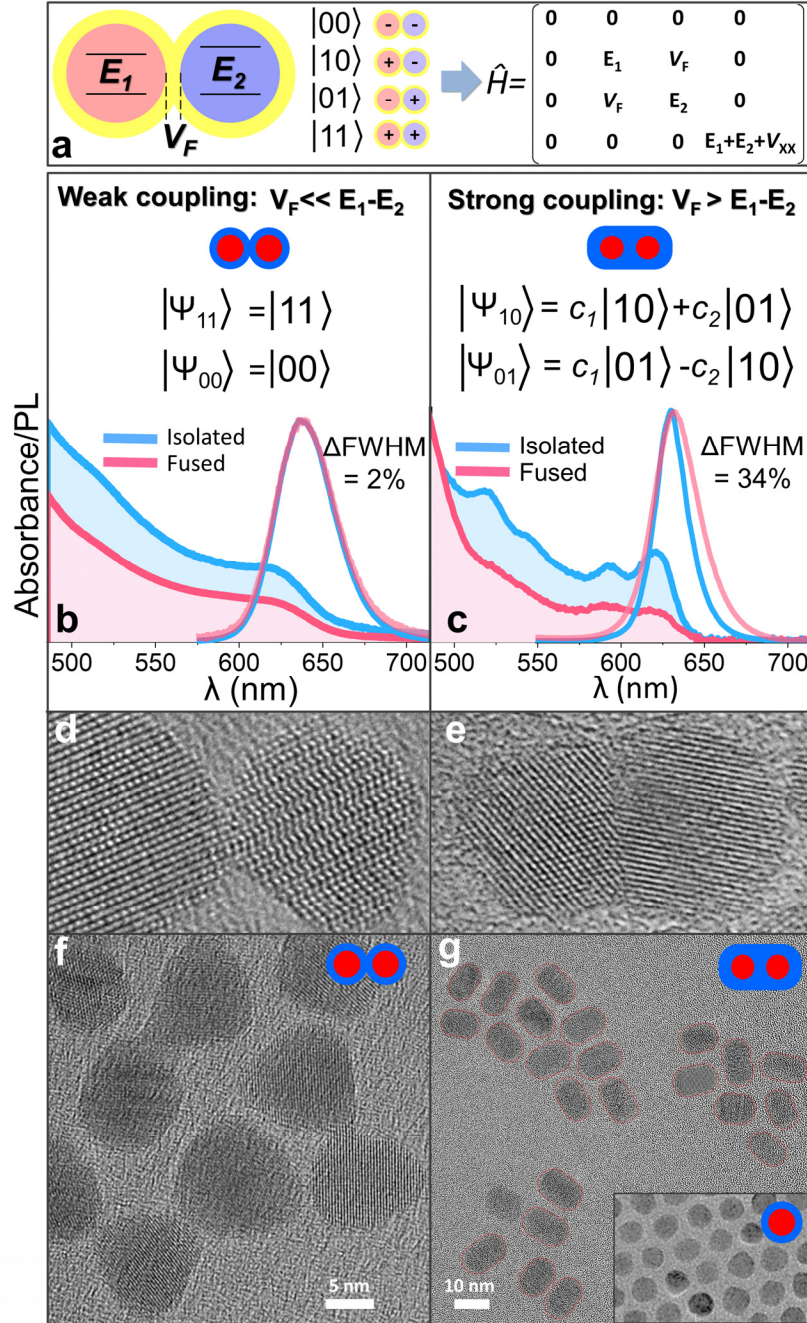 E1 E2
VF
|00⟩ - -
|10⟩ + -
|01⟩ - +
|11⟩ + +
Ĥ=
0 0 0 0
0 E1 VF 0
0 VF E2 0
0 0 0 E1+E2+VXX
a
Weak coupling: VF<< E1-E2
|Ψ11⟩ =|11⟩
|Ψ00⟩ =|00⟩
Isolated
Fused
ΔFWHM
= 2%
b
500 550 600 650 700
λ (nm)
Absorbance/PL
Strong coupling: VF > E1-E2
|Ψ10⟩ = c1|10⟩+c2|01⟩
|Ψ01⟩ = c1|01⟩ -c2|10⟩
Isolated
Fused
ΔFWHM
= 34%
c
500 550 600 650 700
λ (nm)
d
e
f
5 nm
g
10 nm